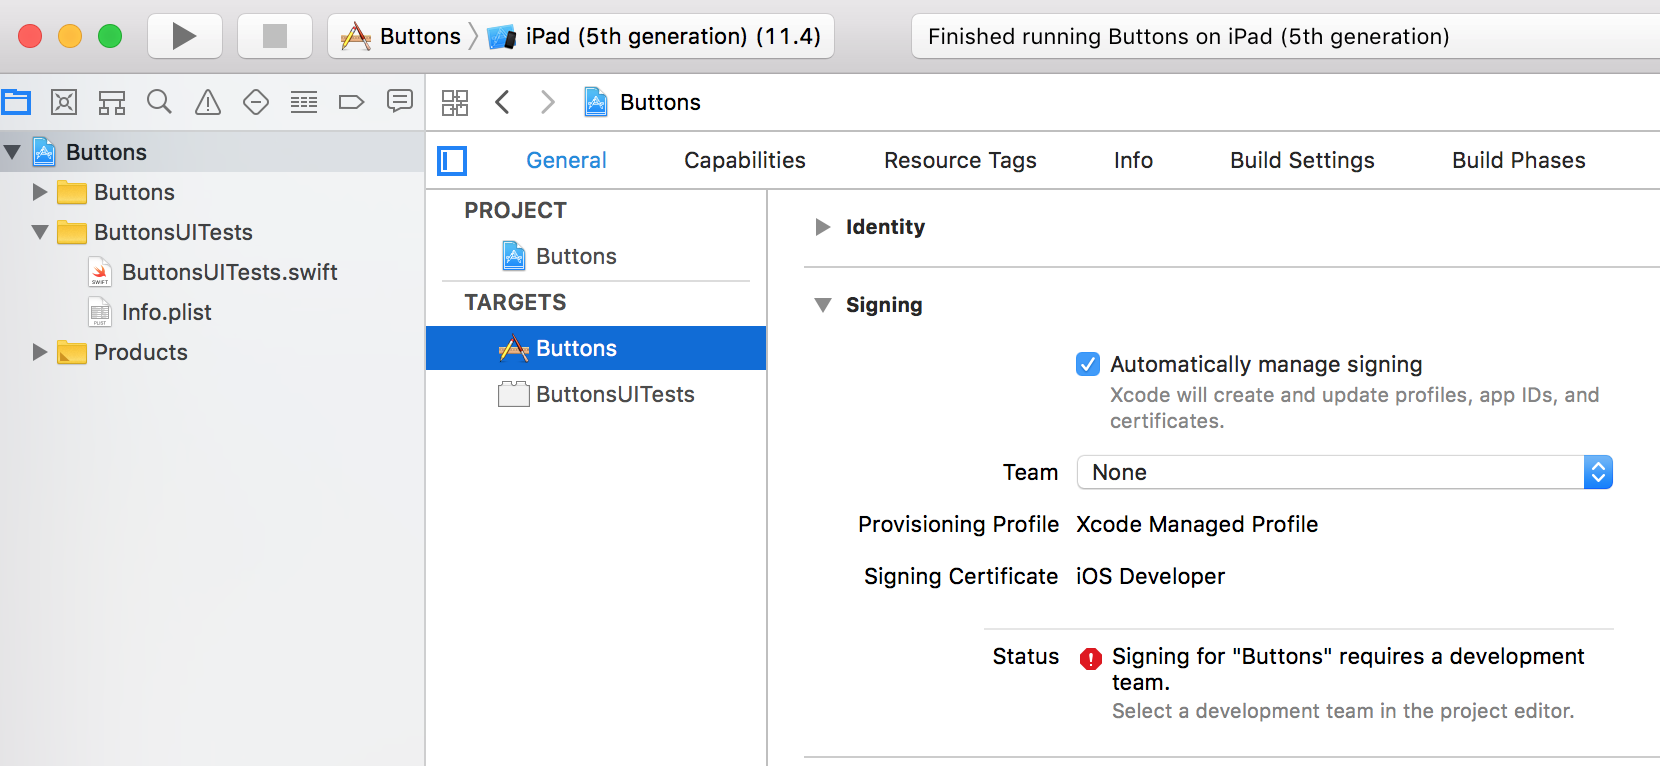 Buttons
iPad (5th generation) (11.4)
Finished running Buttons on iPad (5th generation)
Buttons
Buttons
Buttons
ButtonsUITests
ButtonsUITests.swift
Info.plist
Products
General
Capabilities
Resource Tags
Info
Build Settings
Build Phases
PROJECT
Buttons
TARGETS
Buttons
ButtonsUITests
Identity
Signing
Automatically manage signing
Xcode will create and update profiles, app IDs, and
certificates.
Team
None
Provisioning Profile
Xcode Managed Profile
Signing Certificate
iOS Developer
Status
Signing for "Buttons" requires a development
team.
Select a development team in the project editor.